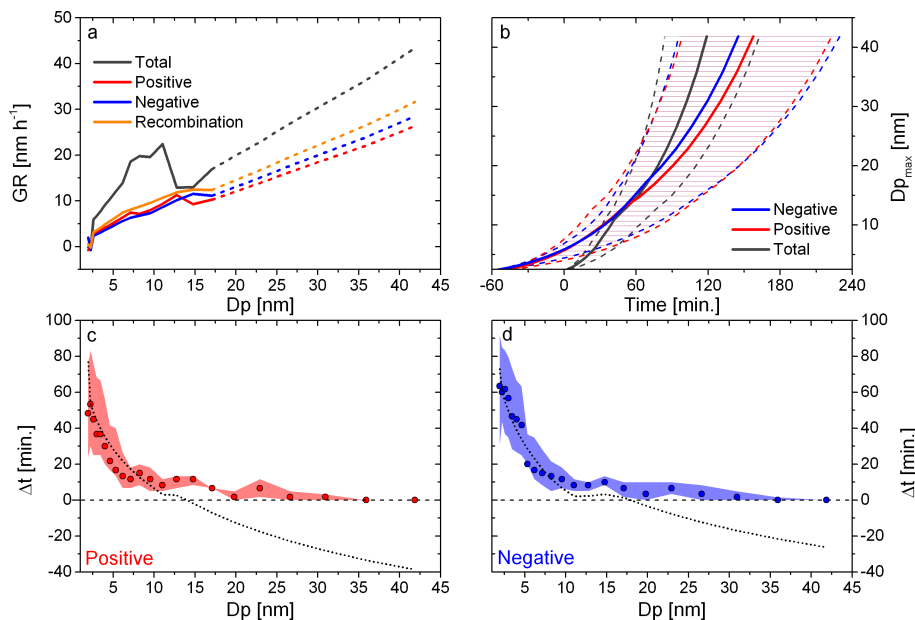 a
50
40
30
20
10
0
GR [nm h⁻¹]
Total
Positive
Negative
Recombination
5 10 15 20 25 30 35 40 45
Dp [nm]
b
40
30
20
10
Dp_max [nm]
Negative
Positive
Total
-60 0 60 120 180 240
Time [min.]
c
100
80
60
40
20
0
-20
-40
Δt [min.]
Positive
5 10 15 20 25 30 35 40 45
Dp [nm]
d
100
80
60
40
20
0
-20
-40
Δt [min.]
Negative
5 10 15 20 25 30 35 40 45
Dp [nm]